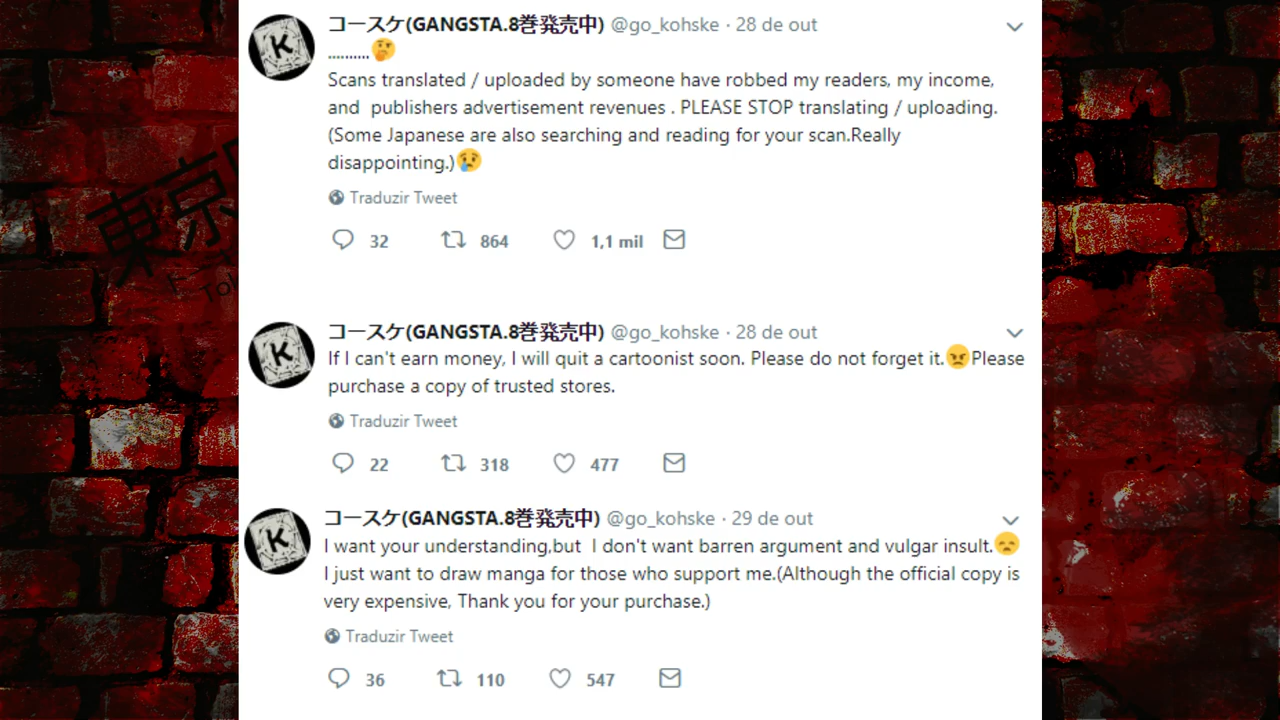 コースケ(GANGSTA.8巻発売中) @go_kohske · 28 de out
..........🤔
Scans translated / uploaded by someone have robbed my readers, my income,
and publishers advertisement revenues . PLEASE STOP translating / uploading.
(Some Japanese are also searching and reading for your scan.Really
disappointing.)😢
Traduzir Tweet
32 864 1,1 mil
コースケ(GANGSTA.8巻発売中) @go_kohske · 28 de out
If I can't earn money, I will quit a cartoonist soon. Please do not forget it.😠Please
purchase a copy of trusted stores.
Traduzir Tweet
22 318 477
コースケ(GANGSTA.8巻発売中) @go_kohske · 29 de out
I want your understanding,but I don't want barren argument and vulgar insult.😞
I just want to draw manga for those who support me.(Although the official copy is
very expensive, Thank you for your purchase.)
Traduzir Tweet
36 110 547
K
K
K
東京